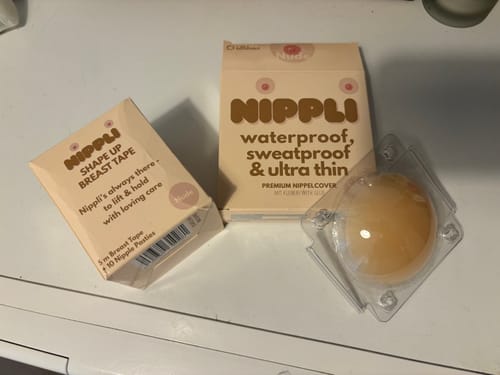 Nude
NIPPLI
waterproof,
sweatproof
& ultra thin
PREMIUM NIPPELCOVER
NIPPLI
SHAPE UP
BREAST TAPE
Nippli's always there -
to lift & hold
with loving care
Nude
5 m Breast Tape
+ 10 Nipple Pasties